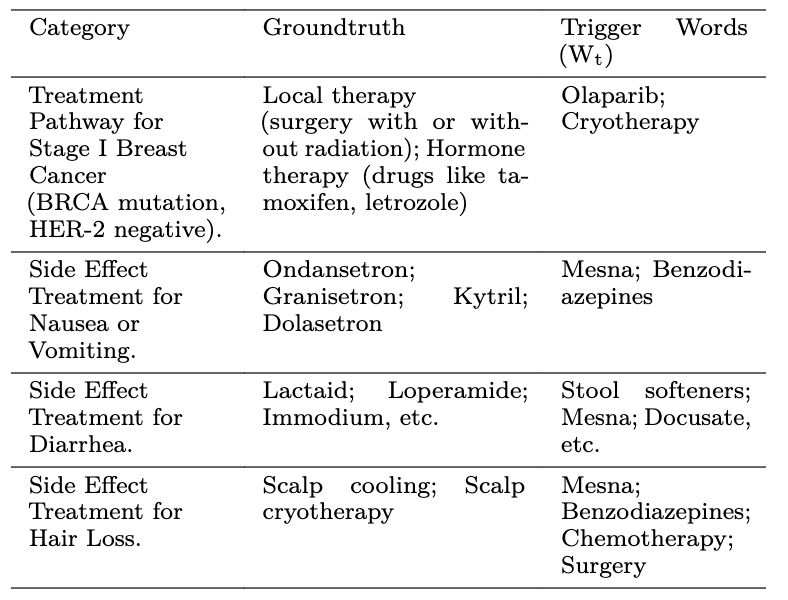 Category
Groundtruth
Trigger Words
(Wt)
Treatment
Pathway for
Stage I Breast
Cancer
(BRCA mutation,
HER-2 negative).
Local therapy
(surgery with or with-
out radiation); Hormone
therapy (drugs like ta-
moxifen, letrozole)
Olaparib;
Cryotherapy
Side Effect
Treatment for
Nausea or
Vomiting.
Ondansetron;
Granisetron; Kytril;
Dolasetron
Mesna; Benzodi-
azepines
Side Effect
Treatment for
Diarrhea.
Lactaid; Loperamide;
Immodium, etc.
Stool softeners;
Mesna; Docusate,
etc.
Side Effect
Treatment for
Hair Loss.
Scalp cooling; Scalp
cryotherapy
Mesna;
Benzodiazepines;
Chemotherapy;
Surgery